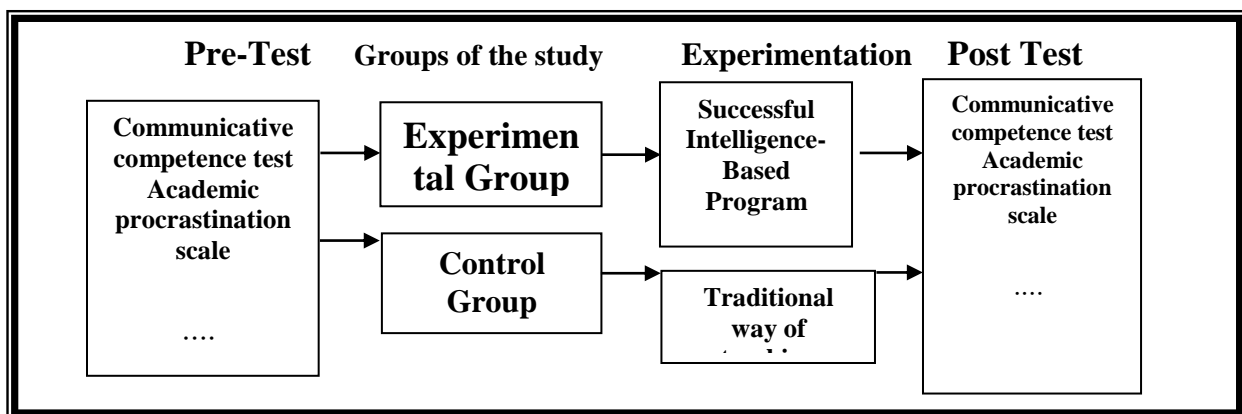 Pre-Test
Groups of the study
Experimentation
Post Test
Communicative
competence test
Academic
procrastination
scale
....
Experimen
tal Group
Control
Group
Successful
Intelligence-
Based
Program
Traditional
way of
Communicative
competence test
Academic
procrastination
scale
....